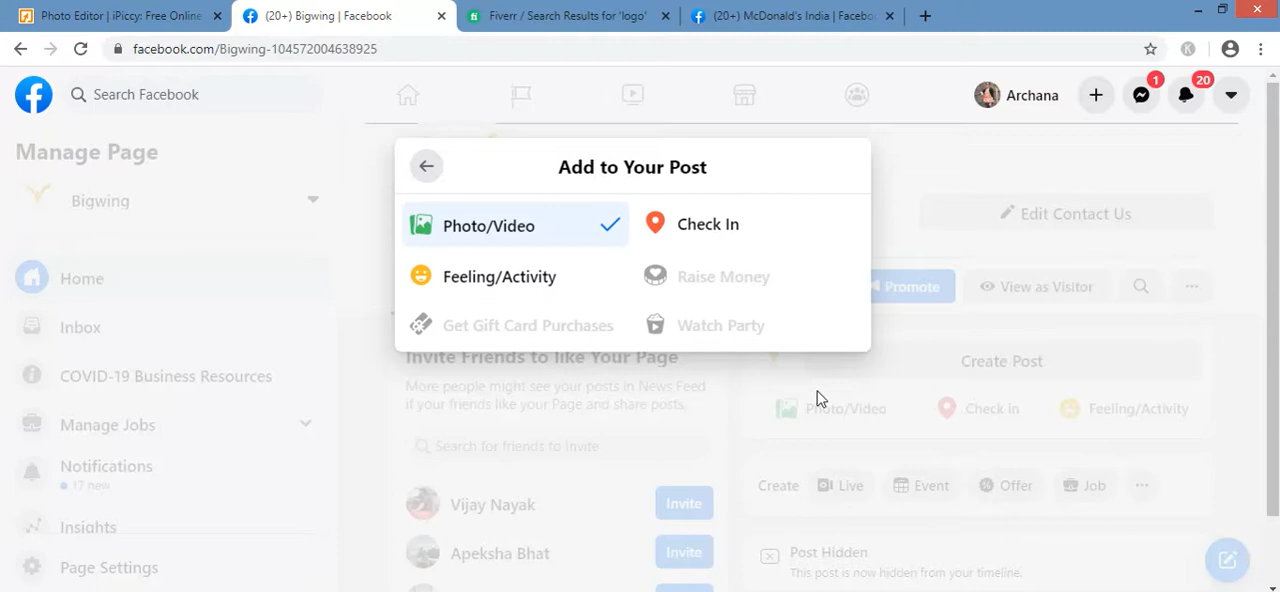 Photo Editor | iPiccy: Free Online
(20+) Bigwing | Facebook
Fiverr / Search Results for 'logo'
(20+) McDonald's India | Facebo
facebook.com/Bigwing-104572004638925
K
Search Facebook
Archana
1
20
Manage Page
Bigwing
Home
Inbox
COVID-19 Business Resources
Manage Jobs
Notifications
17 new
Insights
Page Settings
Add to Your Post
Photo/Video
Check In
Feeling/Activity
Raise Money
Get Gift Card Purchases
Watch Party
Edit Contact Us
Promote
View as Visitor
Invite Friends to like Your Page
More people might see your posts in News Feed
if your friends like your Page and share posts.
Search for friends to Invite
Vijay Nayak
Invite
Apeksha Bhat
Invite
Create Post
Photo/Video
Check in
Feeling/Activity
Create
Live
Event
Offer
Job
Post Hidden
This post is now hidden from your timeline.